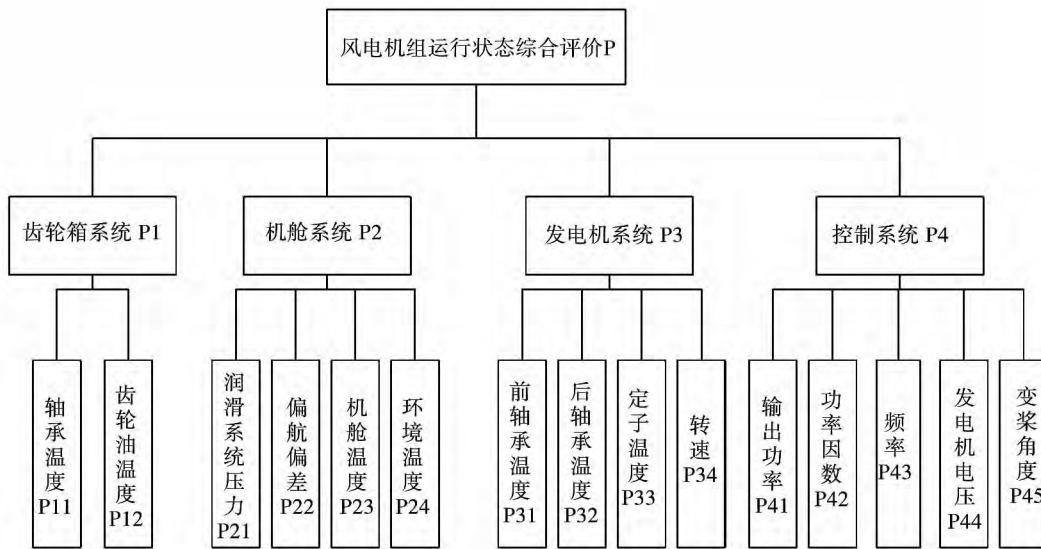 风电机组运行状态综合评价P
齿轮箱系统 P1
机舱系统 P2
发电机系统 P3
控制系统 P4
轴承温度P11
齿轮油温度P12
润滑系统压力P21
偏航偏差P22
机舱温度P23
环境温度P24
前轴承温度P31
后轴承温度P32
定子温度P33
转速P34
输出功率P41
功率因数P42
频率P43
发电机电压P44
变桨角度P45